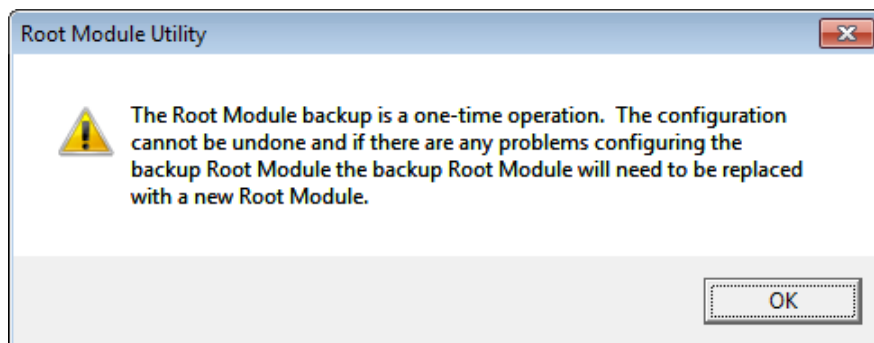 Root Module Utility
The Root Module backup is a one-time operation.  The configuration
cannot be undone and if there are any problems configuring the
backup Root Module the backup Root Module will need to be replaced
with a new Root Module.
OK